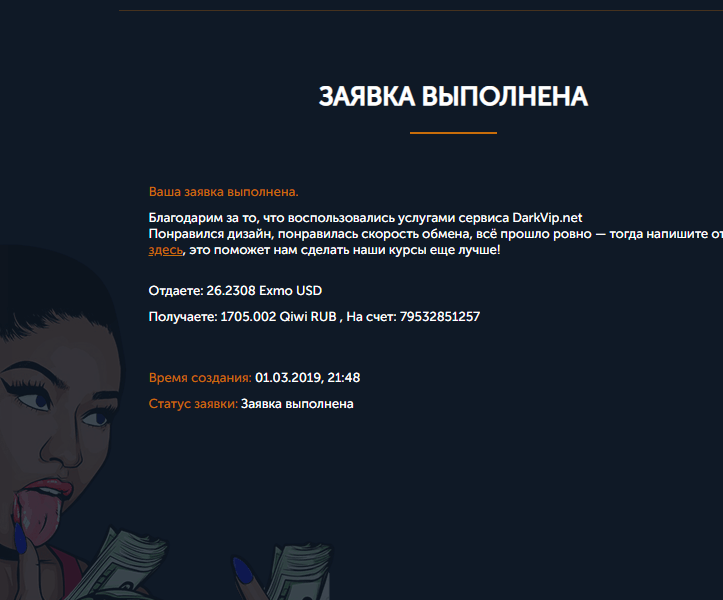 ЗАЯВКА ВЫПОЛНЕНА
Ваша заявка выполнена.
Благодарим за то, что воспользовались услугами сервиса DarkVip.net
Понравился дизайн, понравилась скорость обмена, всё прошло ровно — тогда напишите от
здесь, это поможет нам сделать наши курсы еще лучше!
Отдаете: 26.2308 Exmo USD
Получаете: 1705.002 Qiwi RUB , На счет: 79532851257
Время создания: 01.03.2019, 21:48
Статус заявки: Заявка выполнена